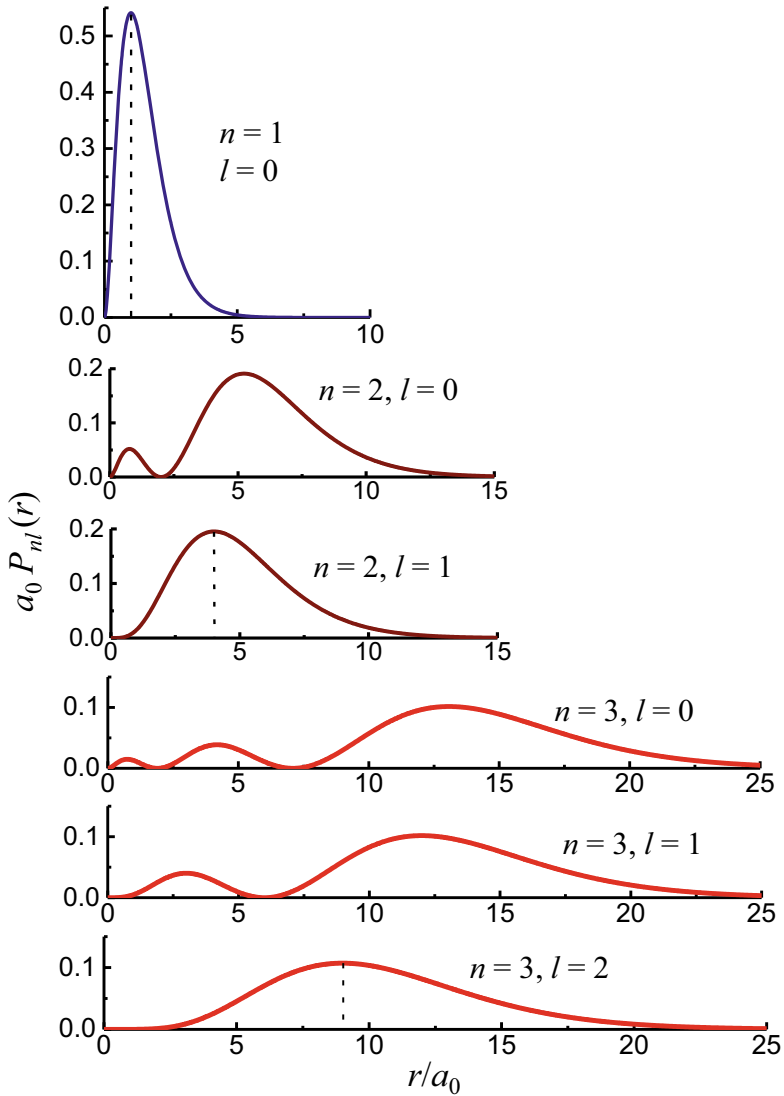 0.5
0.4
0.3
0.2
0.1
0.0
n = 1
l = 0
0 5 10
0.2
0.1
0.0
n = 2, l = 0
0 5 10 15
0.2
0.1
0.0
n = 2, l = 1
0 5 10 15
a₀ Pₙₗ(r)
0.1
0.0
n = 3, l = 0
0 5 10 15 20 25
0.1
0.0
n = 3, l = 1
0 5 10 15 20 25
0.1
0.0
n = 3, l = 2
0 5 10 15 20 25
r/a₀